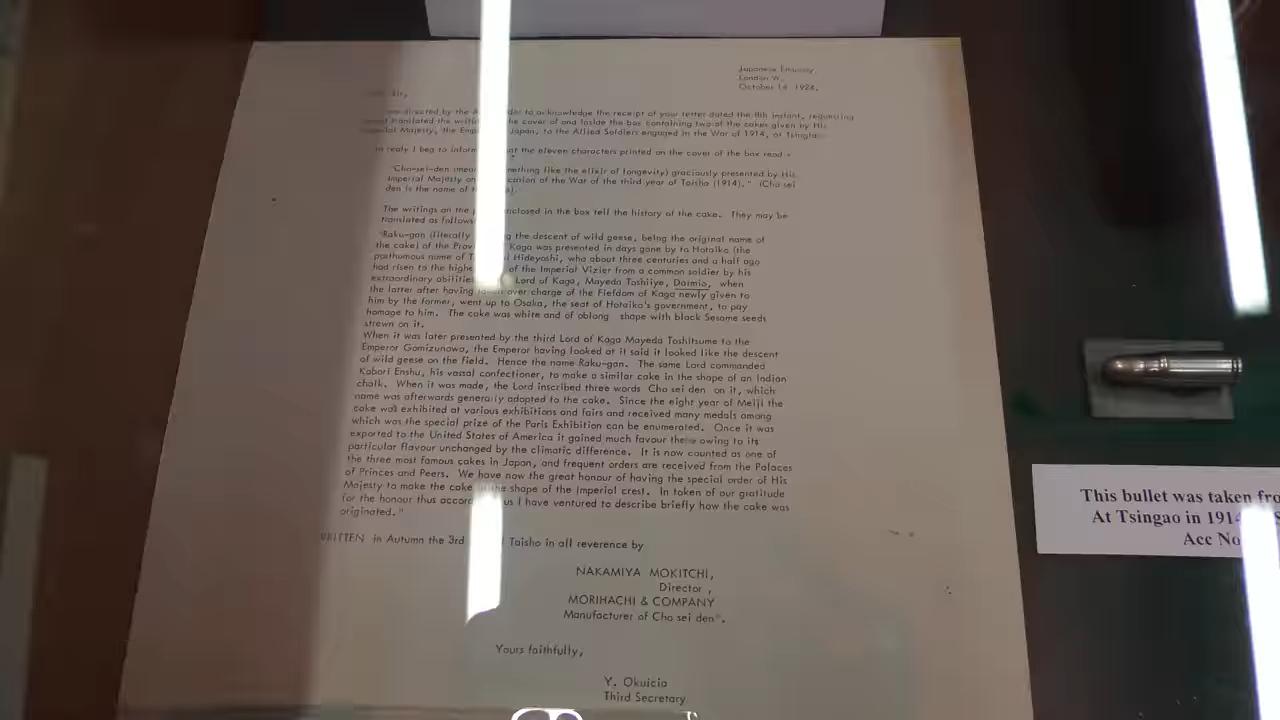 Japanese Embassy,
London W.
October 14 1924.
Sir,
directed by the to acknowledge the receipt of your letter dated the 8th instant, requesting
translated the the cover of and inside the box containing two of the cakes given by His
Majesty, the Japan, to the Allied Soldiers engaged in the War of 1914, at
In reply I beg to inform the eleven characters printed on the cover of the box read -
"Cho-sei-den something like the elixir of longevity) graciously presented by His
Imperial Majesty on of the War of the third year of Taisho (1914)." (Cho sei
den is the name of
The writings on the enclosed in the box tell the history of the cake. They may be
translated as follows
"Raku-gan (literally the descent of wild geese, being the original name of
the cake) of the Kaga was presented in days gone by to Hotaiko (the
posthumous name of Hideyoshi, who about three centuries and a half ago
had risen to the of the Imperial Vizier from a common soldier by his
extraordinary Lord of Kaga, Mayeda Toshiiye, Daimio, when
the latter after having over charge of the Fiefdom of Kaga newly given to
him by the former, went up to Osaka, the seat of Hotaiko's government, to pay
homage to him. The cake was white and of oblong shape with black Sesame seeds
strewn on it.
When it was later presented by the third Lord of Kaga Mayeda Toshitsume to the
Emperor Gomizunowo, the Emperor having looked at it said it looked like the descent
of wild geese on the field. Hence the name Raku-gan. The same Lord commanded
Kobori Enshu, his vassal confectioner, to make a similar cake in the shape of an Indian
chalk. When it was made, the Lord inscribed three words Cho sei den on it, which
name was afterwards generally adopted to the cake. Since the eight year of Meiji the
cake was exhibited at various exhibitions and fairs and received many medals among
which was the special prize of the Paris Exhibition can be enumerated. Once it was
exported to the United States of America it gained much favour there owing to its
particular flavour unchanged by the climatic difference. It is now counted as one of
the three most famous cakes in Japan, and frequent orders are received from the Palaces
of Princes and Peers. We have now the great honour of having the special order of His
Majesty to make the cake the shape of the Imperial crest. In token of our gratitude
for the honour thus us I have ventured to describe briefly how the cake was
originated."
WRITTEN in Autumn the 3rd Taisho in all reverence by
NAKAMIYA MOKITCHI,
Director,
MORIHACHI & COMPANY
Manufacturer of Cho sei den".
Yours faithfully,
Y. Okuicio
Third Secretary
This bullet was taken
At Tsingao in 1914
Acc No